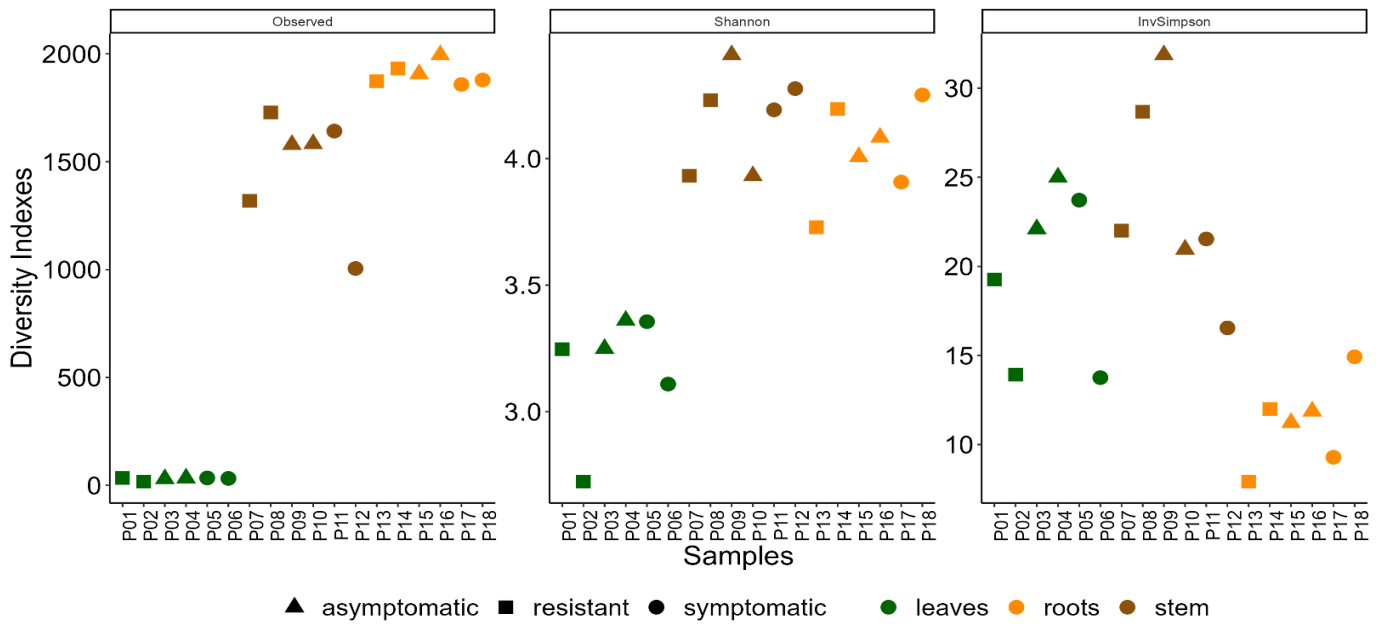 Observed Shannon InvSimpson
Diversity Indexes
2000
1500
1000
500
0
4.0
3.5
3.0
30
25
20
15
10
P01 P02 P03 P04 P05 P06 P07 P08 P09 P10 P11 P12 P13 P14 P15 P16 P17 P18
P01 P02 P03 P04 P05 P06 P07 P08 P09 P10 P11 P12 P13 P14 P15 P16 P17 P18
P01 P02 P03 P04 P05 P06 P07 P08 P09 P10 P11 P12 P13 P14 P15 P16 P17 P18
Samples
asymptomatic resistant symptomatic leaves roots stem